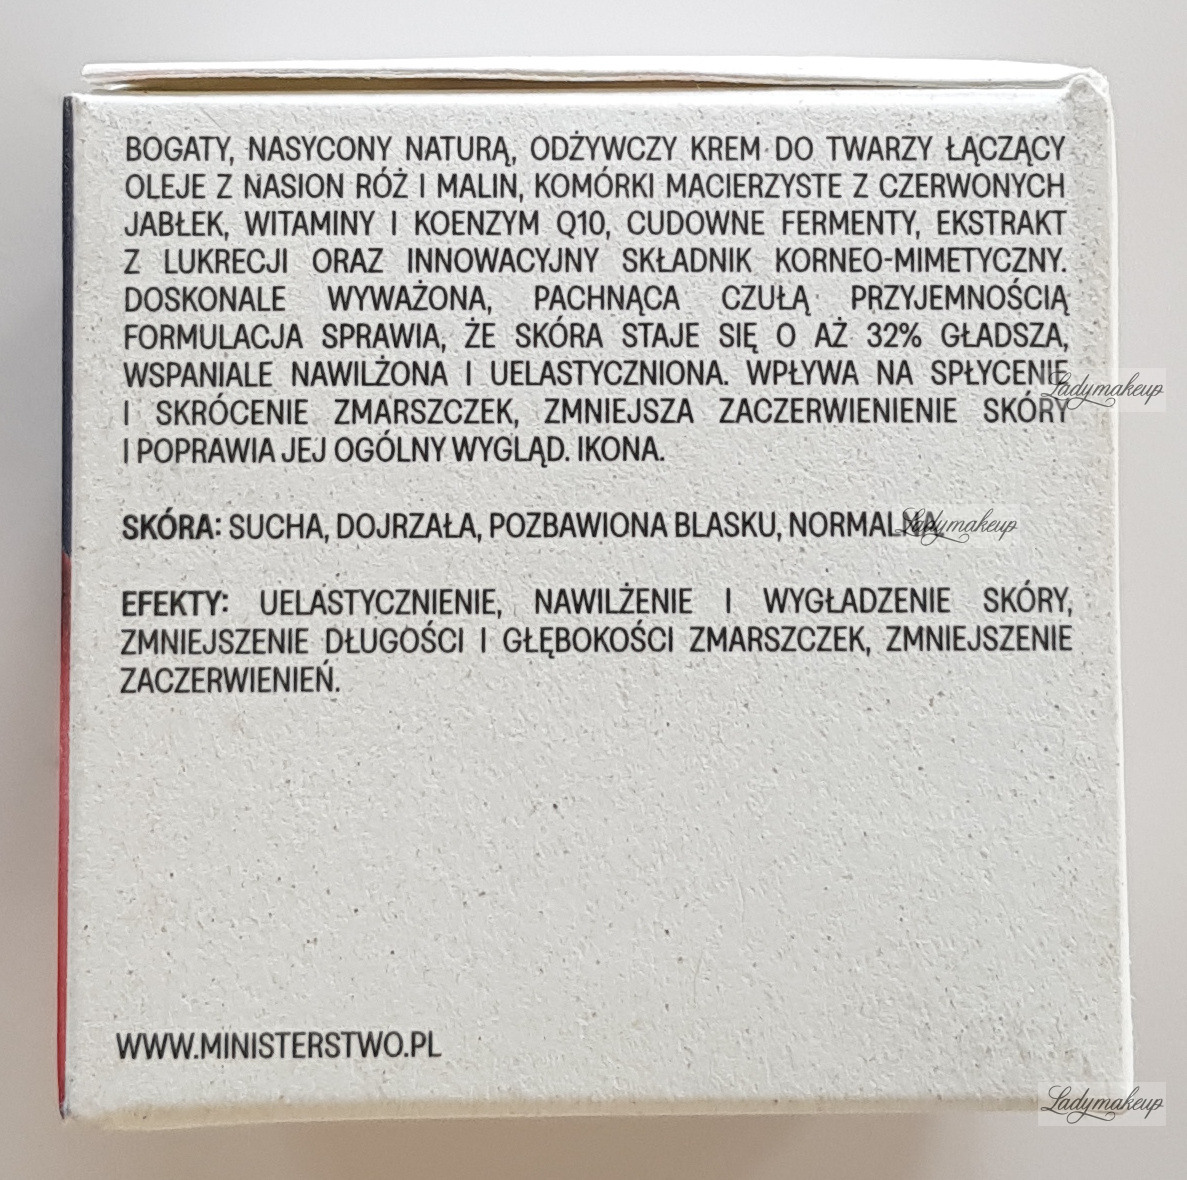 BOGATY, NASYCONY NATURĄ, ODŻYWCZY KREM DO TWARZY ŁĄCZĄCY
OLEJE Z NASION RÓŻ I MALIN, KOMÓRKI MACIERZYSTE Z CZERWONYCH
JABŁEK, WITAMINY I KOENZYM Q10, CUDOWNE FERMENTY, EKSTRAKT
Z LUKRECJI ORAZ INNOWACYJNY SKŁADNIK KORNEO-MIMETYCZNY.
DOSKONALE WYWAŻONA, PACHNĄCA CZUŁĄ PRZYJEMNOŚCIĄ
FORMULACJA SPRAWIA, ŻE SKÓRA STAJE SIĘ O AŻ 32% GŁADSZA,
WSPANIALE NAWILŻONA I UELASTYCZNIONA. WPŁYWA NA SPŁYCENIE
Ladymakeup
I SKRÓCENIE ZMARSZCZEK, ZMNIEJSZA ZACZERWIENIENIE SKÓRY
I POPRAWIA JEJ OGÓLNY WYGLĄD. IKONA.
SKÓRA: SUCHA, DOJRZAŁA, POZBAWIONA BLASKU, NORMALNA.
Ladymakeup
EFEKTY: UELASTYCZNIENIE, NAWILŻENIE I WYGŁADZENIE SKÓRY,
ZMNIEJSZENIE DŁUGOŚCI I GŁĘBOKOŚCI ZMARSZCZEK, ZMNIEJSZENIE
ZACZERWIENIEŃ.
WWW.MINISTERSTWO.PL
Ladymakeup